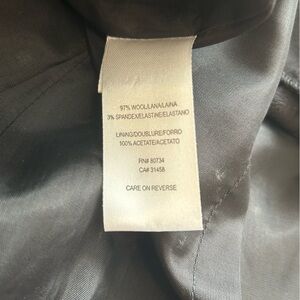 97% WOOL/LANA/LAINA
3% SPANDEX/ELASTINE/ELASTANO
LINING/DOUBLURE/FORRO
100% ACETATE/ACETATO
RN# 80734
CA# 31458
CARE ON REVERSE